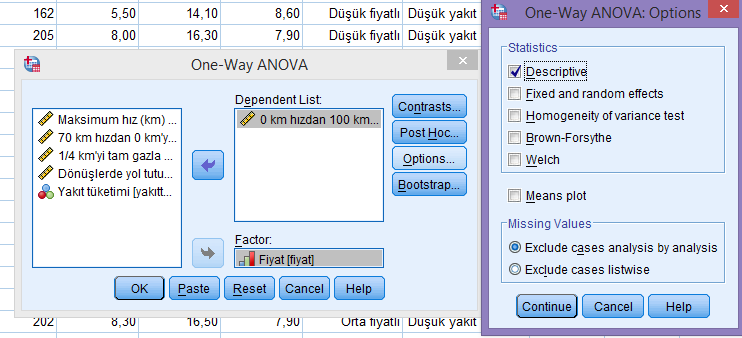 162 5,50 14,10 8,60 Düşük fiyatlı Düşük yakıt
205 8,00 16,30 7,90 Düşük fiyatlı Düşük yakıt
One-Way ANOVA
Maksimum hız (km) ...
70 km hızdan 0 km'y...
1/4 km'yi tam gazla ...
Dönüşlerde yol tutu...
Yakıt tüketimi [yakıtt...
Dependent List:
0 km hızdan 100 km...
Factor:
Fiyat [fiyat]
Contrasts...
Post Hoc...
Options...
Bootstrap...
OK Paste Reset Cancel Help
202 8,30 16,50 7,90 Orta fiyatlı Düşük yakıt
One-Way ANOVA: Options
Statistics
Descriptive
Fixed and random effects
Homogeneity of variance test
Brown-Forsythe
Welch
Means plot
Missing Values
Exclude cases analysis by analysis
Exclude cases listwise
Continue Cancel Help